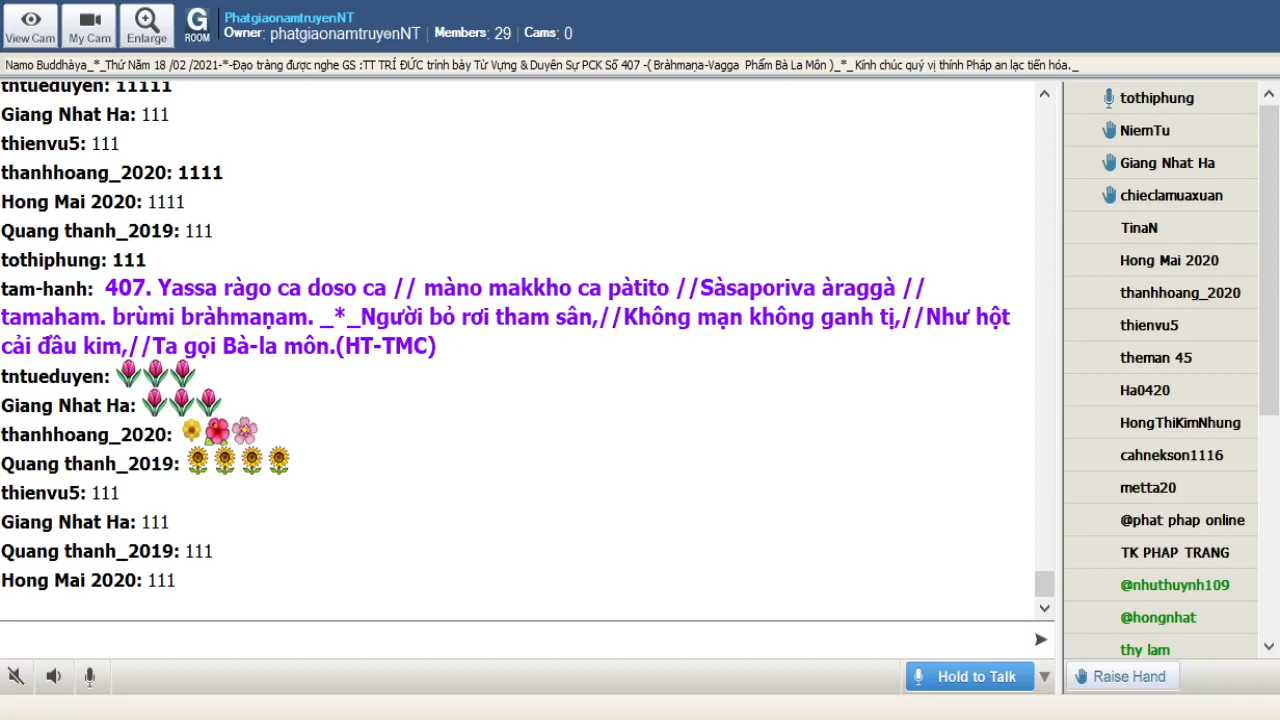 View Cam
My Cam
Enlarge
G
ROOM
PhatgiaonamtruyenNT
Owner: phatgiaonamtruyenNT | Members: 29 | Cams: 0
Namo Buddhàya_*_Thứ Năm 18 /02 /2021-*-Đạo tràng được nghe GS :TT TRÍ ĐỨC trình bày Từ Vựng & Duyên Sự PCK Số 407 -( Bràhmaṇa-Vagga Phẩm Bà La Môn )_*_ Kính chúc quý vị thính Pháp an lạc tiến hóa._
tntueduyen: 11111
Giang Nhat Ha: 111
thienvu5: 111
thanhhoang_2020: 1111
Hong Mai 2020: 1111
Quang thanh_2019: 111
tothiphung: 111
tam-hanh: 407. Yassa ràgo ca doso ca // màno makkho ca pàtito //Sàsaporiva àraggà //
tamaham. brùmi bràhmaṇam. _*_Người bỏ rơi tham sân,//Không mạn không ganh tị,//Như hột
cải đầu kim,//Ta gọi Bà-la môn.(HT-TMC)
tntueduyen:
Giang Nhat Ha:
thanhhoang_2020:
Quang thanh_2019:
thienvu5: 111
Giang Nhat Ha: 111
Quang thanh_2019: 111
Hong Mai 2020: 111
Hold to Talk
tothiphung
NiemTu
Giang Nhat Ha
chieclamuaxuan
TinaN
Hong Mai 2020
thanhhoang_2020
thienvu5
theman 45
Ha0420
HongThiKimNhung
cahnekson1116
metta20
@phat phap online
TK PHAP TRANG
@nhuthuynh109
@hongnhat
thy lam
Raise Hand